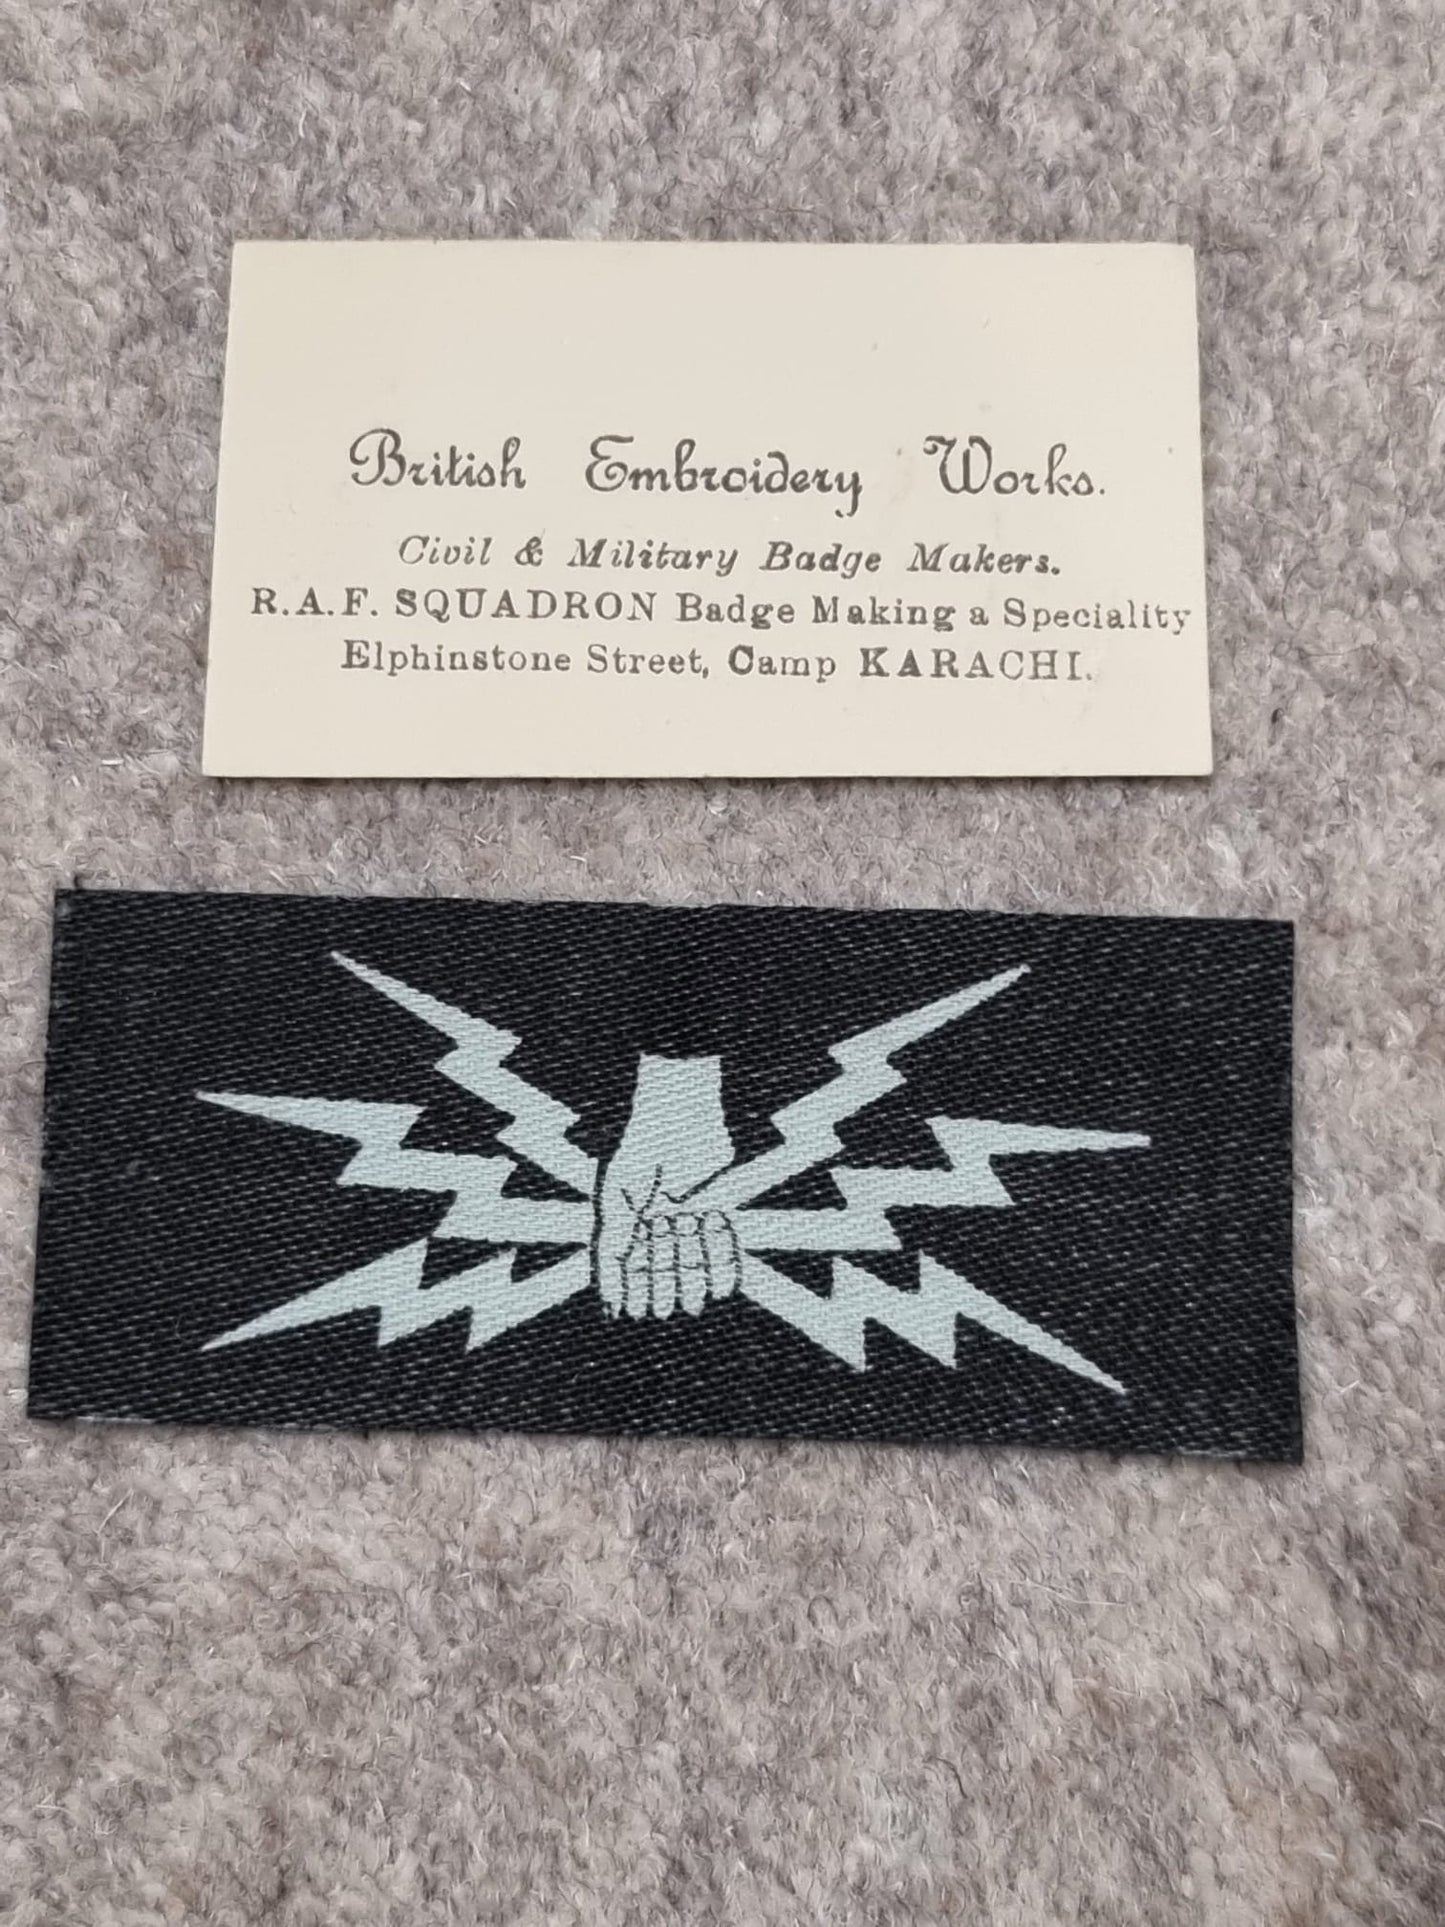 British Embroidery Works.
Civil & Military Badge Makers.
R.A.F. SQUADRON Badge Making a Speciality
Elphinstone Street, Camp KARACHI.